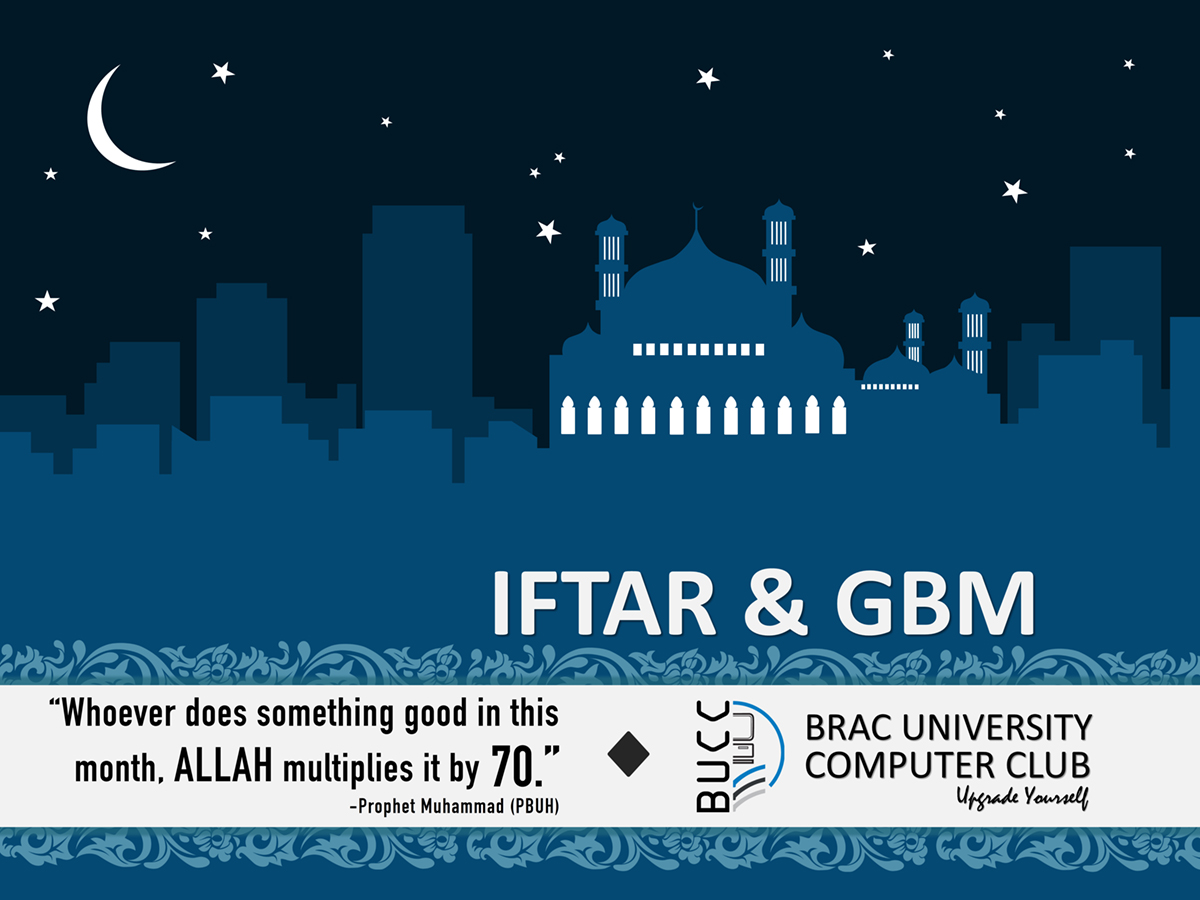 IFTAR & GBM
“Whoever does something good in this
month, ALLAH multiplies it by 70.”
–Prophet Muhammad (PBUH)
BUCC
BRAC UNIVERSITY
COMPUTER CLUB
Upgrade Yourself